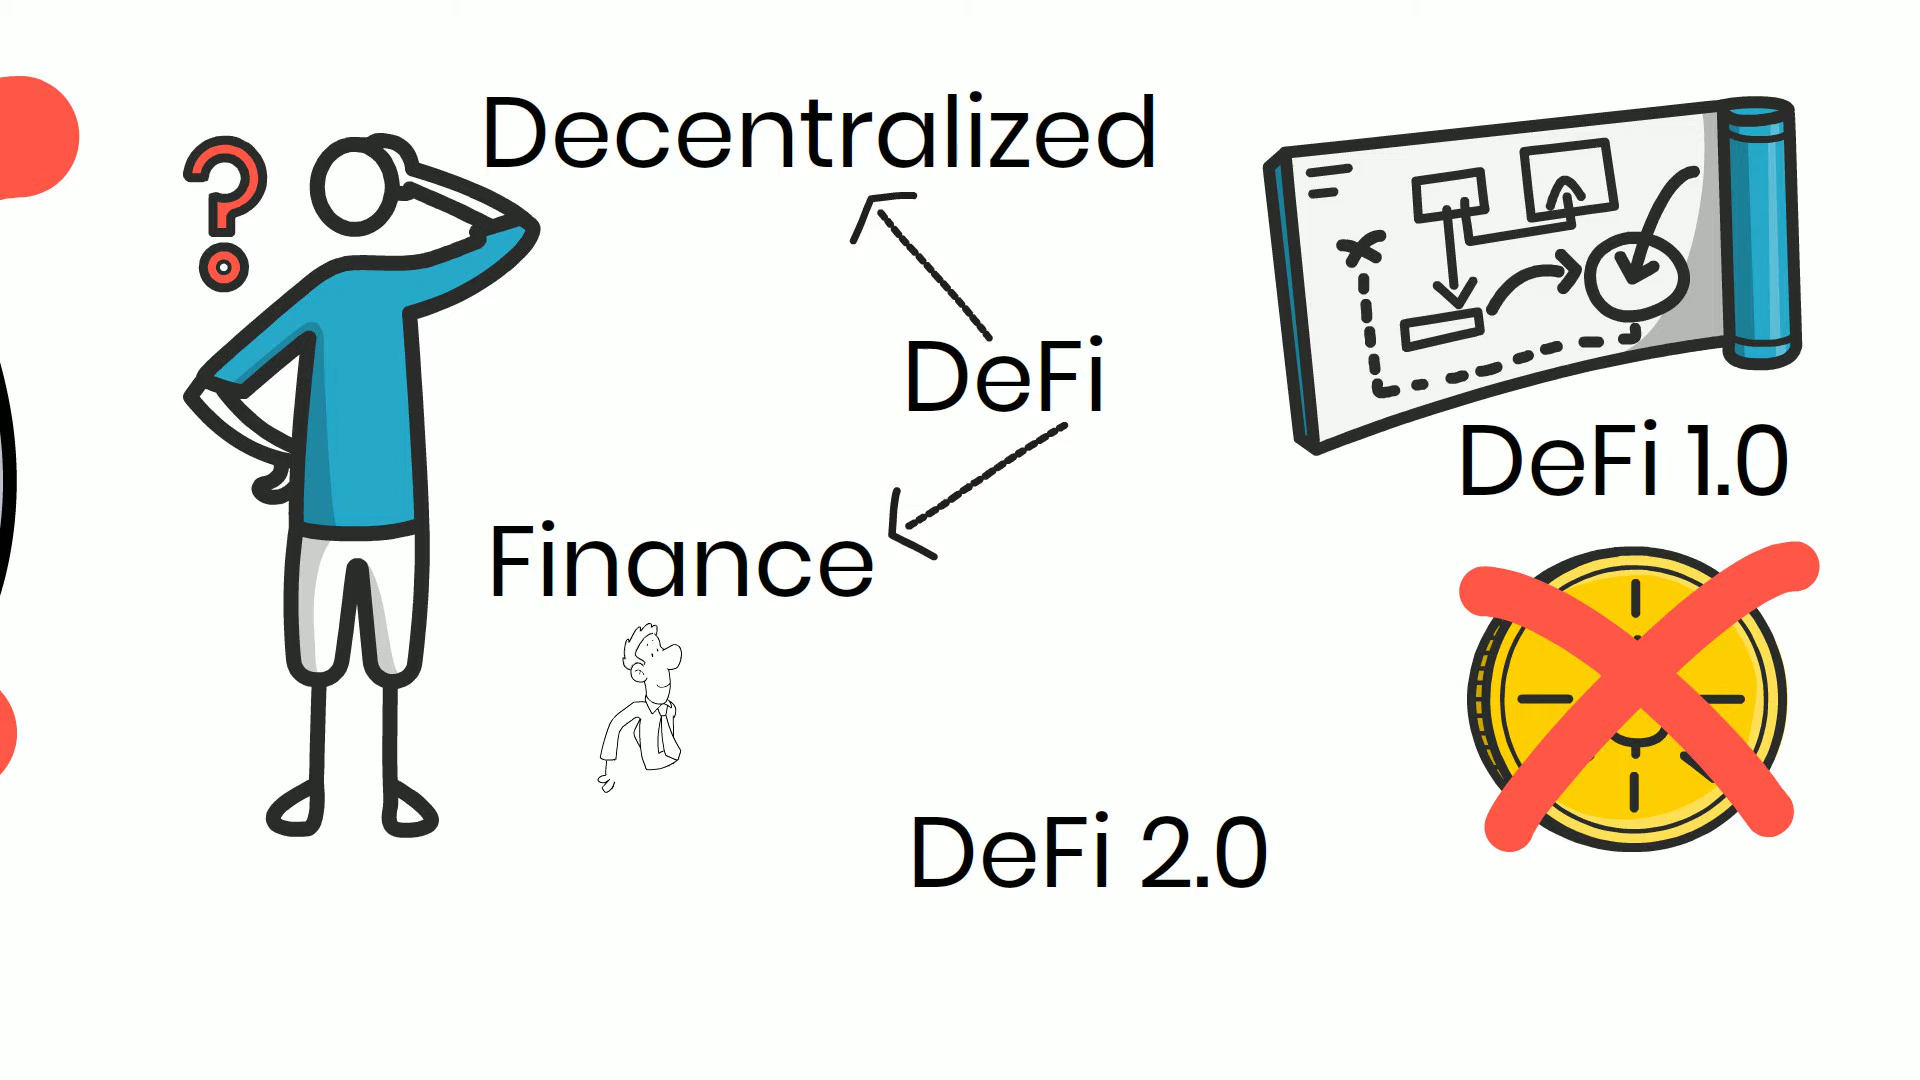 Decentralized
DeFi
Finance
DeFi 1.0
DeFi 2.0